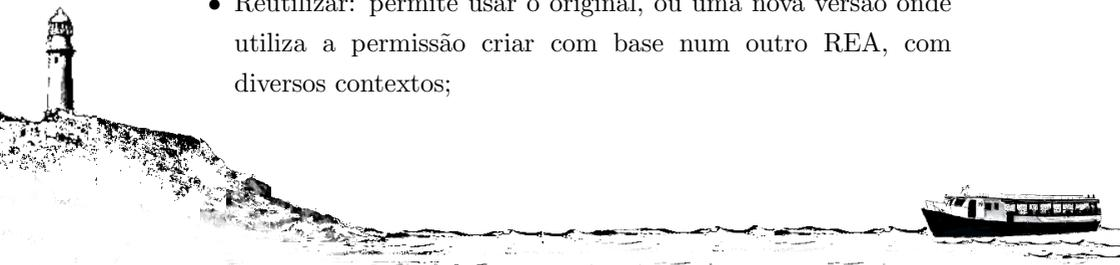 • Reutilizar: permite usar o original, ou uma nova versão onde
utiliza a permissão criar com base num outro REA, com
diversos contextos;